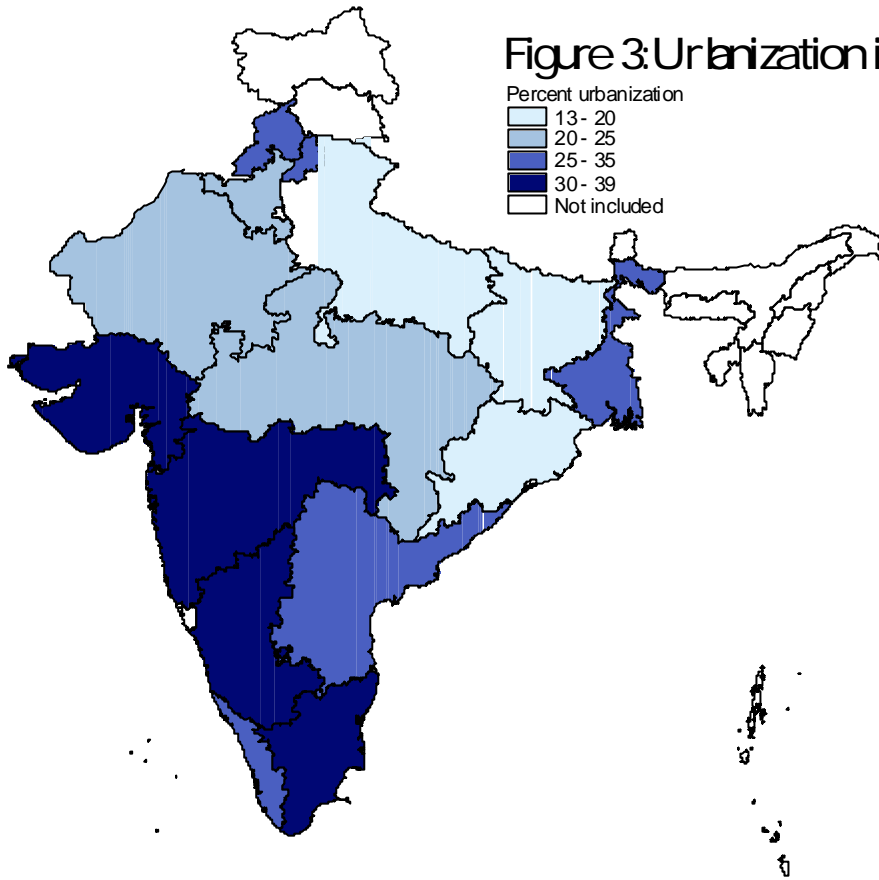 Figure 3: Urbanization i
Percent urbanization
13 - 20
20 - 25
25 - 35
30 - 39
Not included